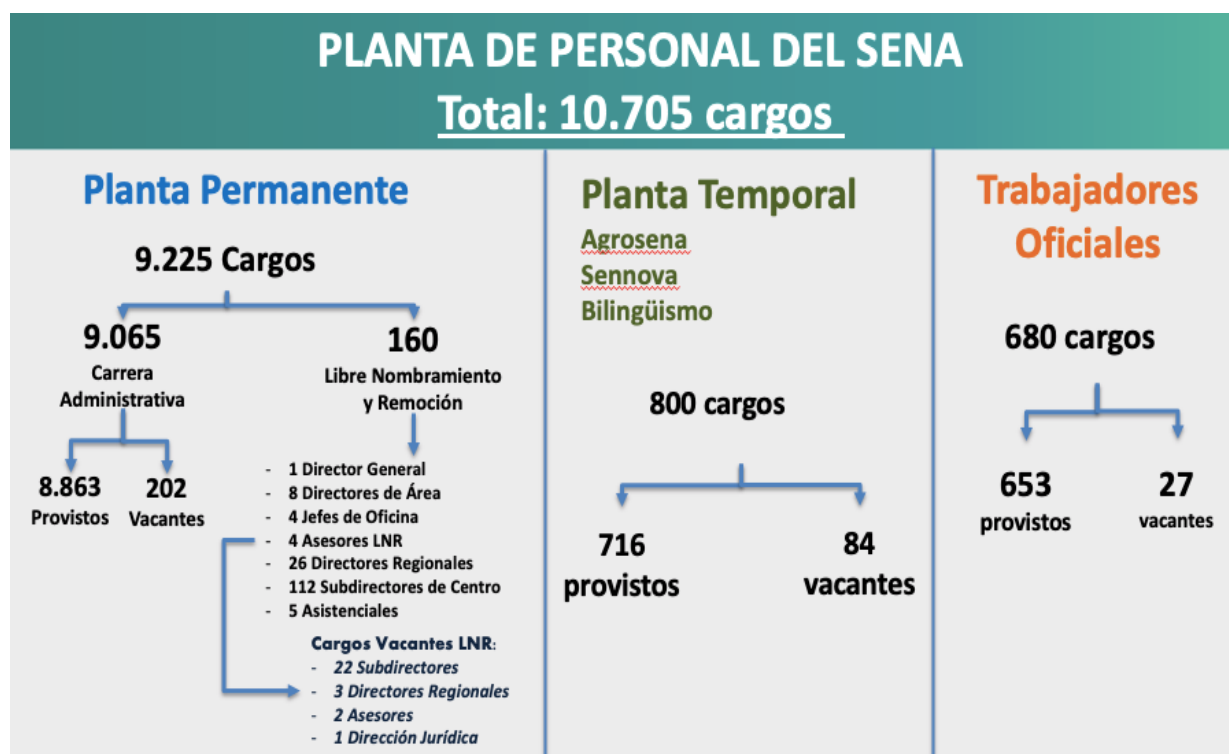 PLANTA DE PERSONAL DEL SENA
Total: 10.705 cargos
Planta Permanente
9.225 Cargos
9.065
Carrera
Administrativa
8.863
Provistos
202
Vacantes
160
Libre Nombramiento
y Remoción
- 1 Director General
- 8 Directores de Área
- 4 Jefes de Oficina
- 4 Asesores LNR
- 26 Directores Regionales
- 112 Subdirectores de Centro
- 5 Asistenciales
Cargos Vacantes LNR:
- 22 Subdirectores
- 3 Directores Regionales
- 2 Asesores
- 1 Dirección Jurídica
Planta Temporal
Agrosena
Sennova
Bilingüismo
800 cargos
716
provistos
84
vacantes
Trabajadores
Oficiales
680 cargos
653
provistos
27
vacantes